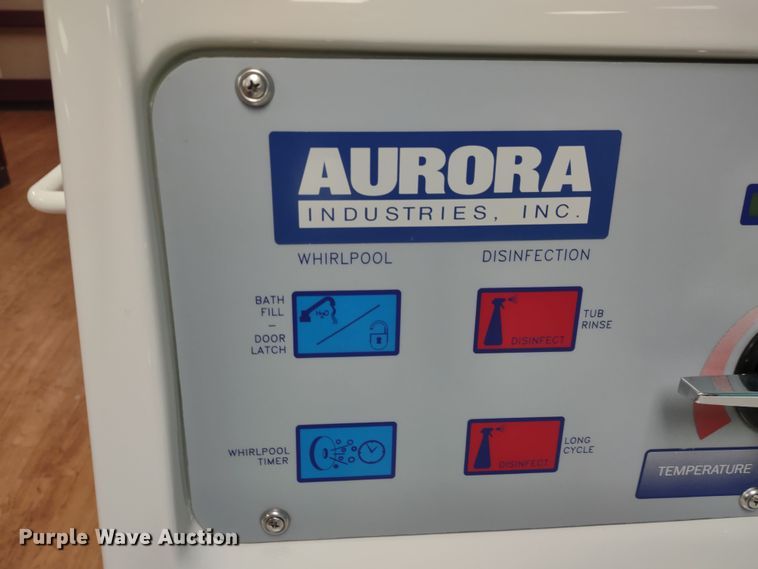 AURORA
INDUSTRIES, INC.
WHIRLPOOL
DISINFECTION
BATH
FILL
–
DOOR
LATCH
H₂O
DISINFECT
TUB
RINSE
WHIRLPOOL
TIMER
DISINFECT
LONG
CYCLE
TEMPERATURE
Purple Wave Auction